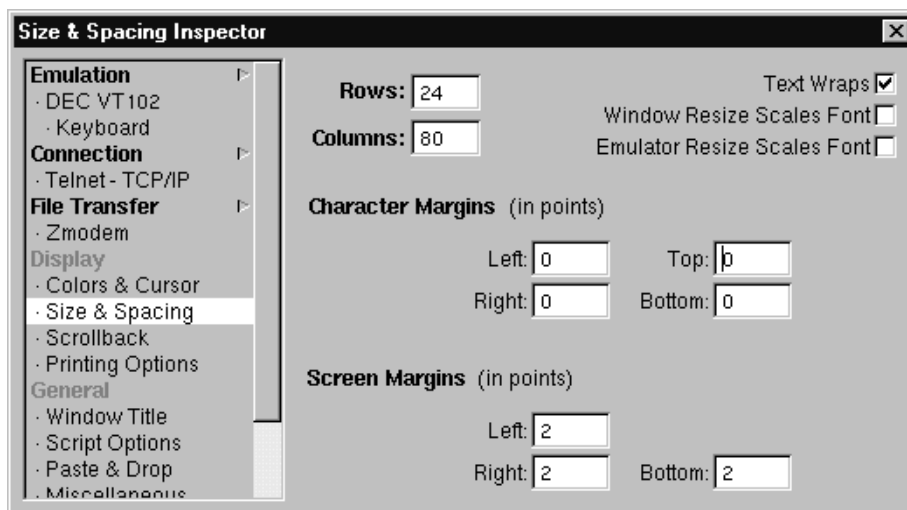 Size & Spacing Inspector
Emulation
· DEC VT102
· Keyboard
Connection
· Telnet - TCP/IP
File Transfer
· Zmodem
Display
· Colors & Cursor
· Size & Spacing
· Scrollback
· Printing Options
General
· Window Title
· Script Options
· Paste & Drop
· Miscellaneous
Rows: 24
Columns: 80
Text Wraps
Window Resize Scales Font
Emulator Resize Scales Font
Character Margins (in points)
Left: 0 Top: 0
Right: 0 Bottom: 0
Screen Margins (in points)
Left: 2
Right: 2 Bottom: 2